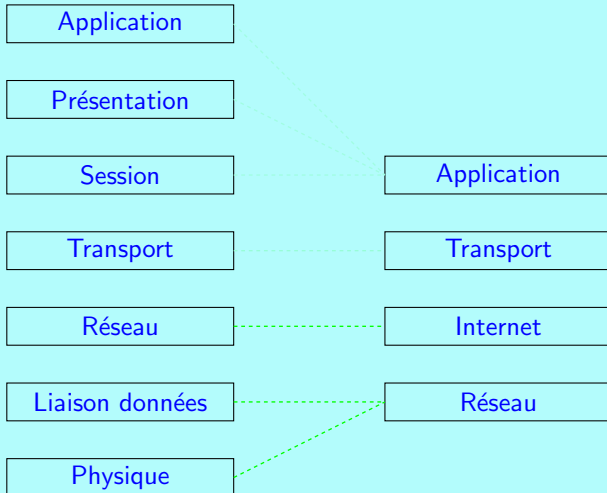 Application
Présentation
Session
Application
Transport
Transport
Réseau
Internet
Liaison données
Réseau
Physique